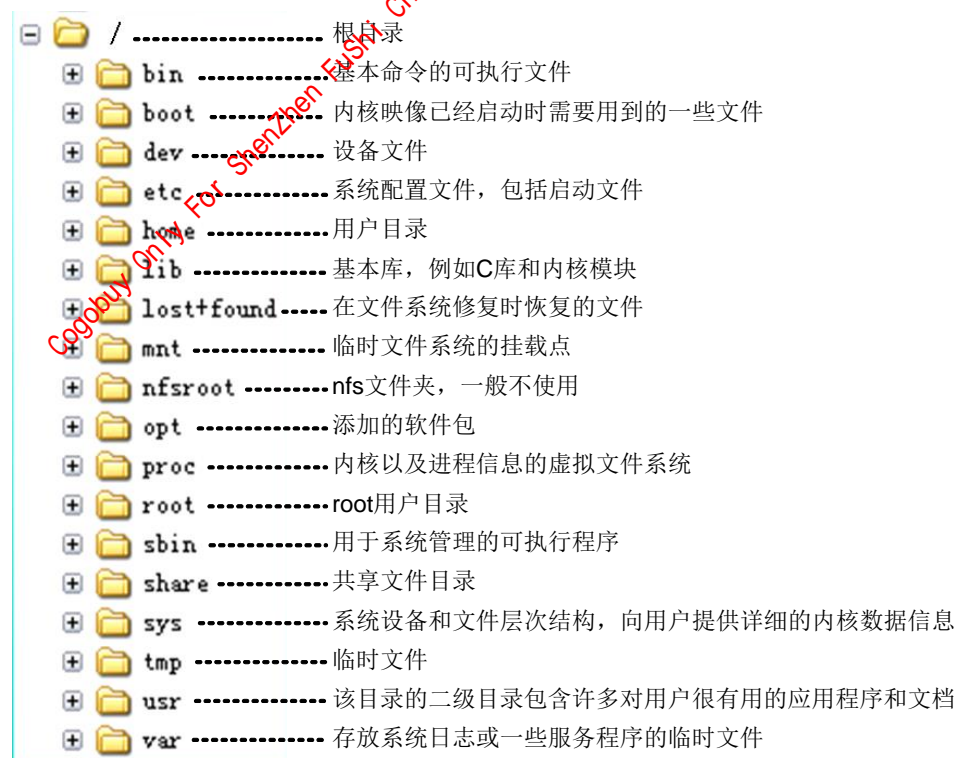 / -------------------- 根目录
bin --------------基本命令的可执行文件
boot ------------ 内核映像已经启动时需要用到的一些文件
dev -------------- 设备文件
etc --------------系统配置文件，包括启动文件
home -------------用户目录
lib -------------- 基本库，例如C库和内核模块
lost+found----- 在文件系统修复时恢复的文件
mnt -------------- 临时文件系统的挂载点
nfsroot ---------nfs文件夹，一般不使用
opt --------------添加的软件包
proc -------------内核以及进程信息的虚拟文件系统
root -------------root用户目录
sbin -------------用于系统管理的可执行程序
share ------------共享文件目录
sys --------------系统设备和文件层次结构，向用户提供详细的内核数据信息
tmp --------------临时文件
usr -------------- 该目录的二级目录包含许多对用户很有用的应用程序和文档
var -------------- 存放系统日志或一些服务程序的临时文件
Cogobuy Only For ShenZhen FuShi